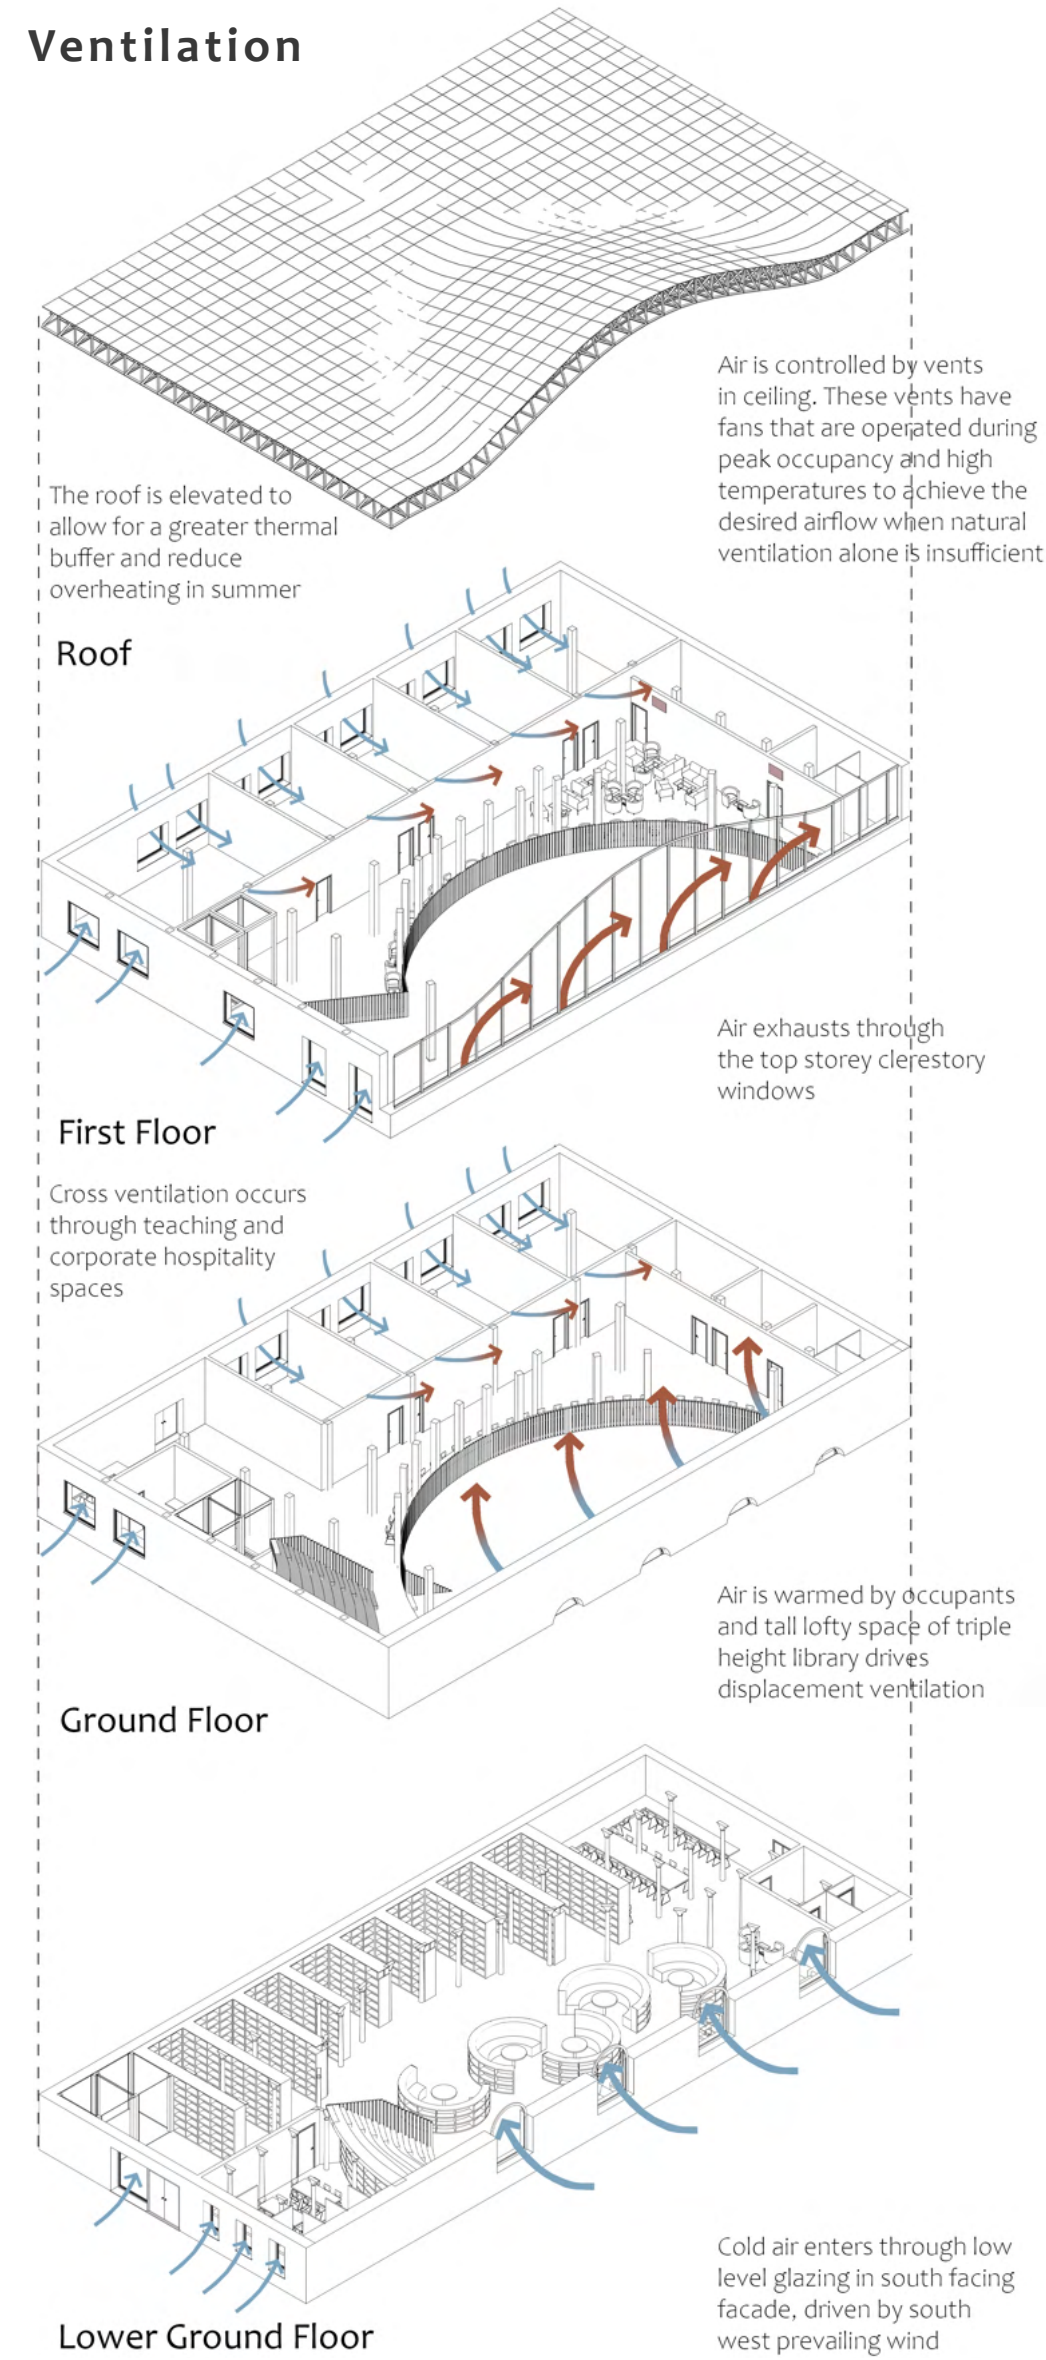 Ventilation
Air is controlled by vents
in ceiling. These vents have
fans that are operated during
peak occupancy and high
temperatures to achieve the
desired airflow when natural
ventilation alone is insufficient
The roof is elevated to
allow for a greater thermal
buffer and reduce
overheating in summer
Roof
Air exhausts through
the top storey clerestory
windows
First Floor
Cross ventilation occurs
through teaching and
corporate hospitality
spaces
Air is warmed by occupants
and tall lofty space of triple
height library drives
displacement ventilation
Ground Floor
Cold air enters through low
level glazing in south facing
facade, driven by south
west prevailing wind
Lower Ground Floor